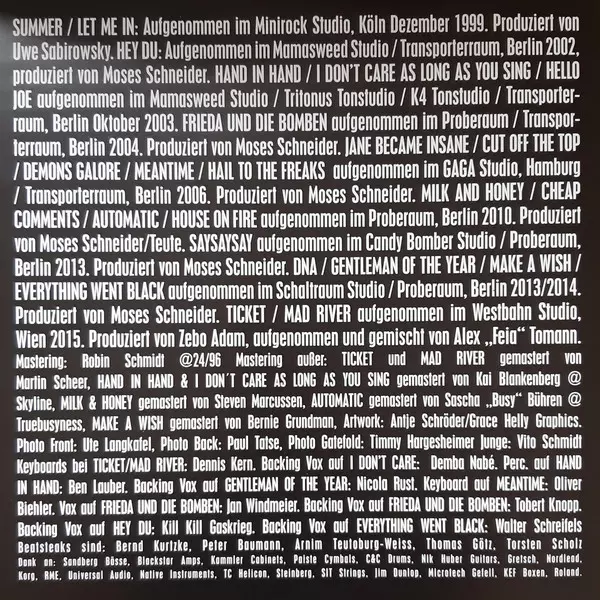 SUMMER / LET ME IN: Aufgenommen im Minirock Studio, Köln Dezember 1999. Produziert von
Uwe Sabirowsky. HEY DU: Aufgenommen im Mamasweed Studio / Transporterraum, Berlin 2002,
produziert von Moses Schneider. HAND IN HAND / I DON'T CARE AS LONG AS YOU SING / HELLO
JOE aufgenommen im Mamasweed Studio / Tritonus Tonstudio / K4 Tonstudio / Transporter-
raum, Berlin Oktober 2003. FRIEDA UND DIE BOMBEN aufgenommen im Proberaum / Transpor-
terraum, Berlin 2004. Produziert von Moses Schneider. JANE BECAME INSANE / CUT OFF THE TOP
/ DEMONS GALORE / MEANTIME / HAIL TO THE FREAKS aufgenommen im GAGA Studio, Hamburg
/ Transporterraum, Berlin 2006. Produziert von Moses Schneider. MILK AND HONEY / CHEAP
COMMENTS / AUTOMATIC / HOUSE ON FIRE aufgenommen im Proberaum, Berlin 2010. Produziert
von Moses Schneider/Teute. SAYSAYSAY aufgenommen im Candy Bomber Studio / Proberaum,
Berlin 2013. Produziert von Moses Schneider. DNA / GENTLEMAN OF THE YEAR / MAKE A WISH /
EVERYTHING WENT BLACK aufgenommen im Schaltraum Studio / Proberaum, Berlin 2013/2014.
Produziert von Moses Schneider. TICKET / MAD RIVER aufgenommen im Westbahn Studio,
Wien 2015. Produziert von Zebo Adam, aufgenommen und gemischt von Alex „Feia“ Tomann.
Mastering: Robin Schmidt @24/96 Mastering außer: TICKET und MAD RIVER gemastert von
Martin Scheer, HAND IN HAND & I DON´T CARE AS LONG AS YOU SING gemastert von Kai Blankenberg @
Skyline, MILK & HONEY gemastert von Steven Marcussen, AUTOMATIC gemastert von Sascha „Busy“ Bühren @
Truebusyness, MAKE A WISH gemastert von Bernie Grundman, Artwork: Antje Schröder/Grace Helly Graphics.
Photo Front: Ute Langkafel, Photo Back: Paul Tatse, Photo Gatefold: Timmy Hargesheimer Junge: Vito Schmidt
Keyboards bei TICKET/MAD RIVER: Dennis Kern. Backing Vox auf I DON'T CARE: Demba Nabé. Perc. auf HAND
IN HAND: Ben Lauber. Backing Vox auf GENTLEMAN OF THE YEAR: Nicola Rust. Keyboard auf MEANTIME: Oliver
Biehler. Vox auf FRIEDA UND DIE BOMBEN: Jan Windmeier. Backing Vox auf FRIEDA UND DIE BOMBEN: Tobert Knopp.
Backing Vox auf HEY DU: Kill Kill Gaskrieg. Backing Vox auf EVERYTHING WENT BLACK: Walter Schreifels
Beatsteaks sind: Bernd Kurtzke, Peter Baumann, Arnim Teutoburg-Weiss, Thomas Götz, Torsten Scholz
Dank an: Sandberg Bässe, Blackstar Amps, Kammler Cabinets, Paiste Cymbals, C&C Drums, Nik Huber Guitars, Gretsch, Nordlead,
Korg, RME, Universal Audio, Native Instruments, TC Helicon, Steinberg, SIT Strings, Jim Dunlop, Microtech Gefell, KEF Boxen, Roland.